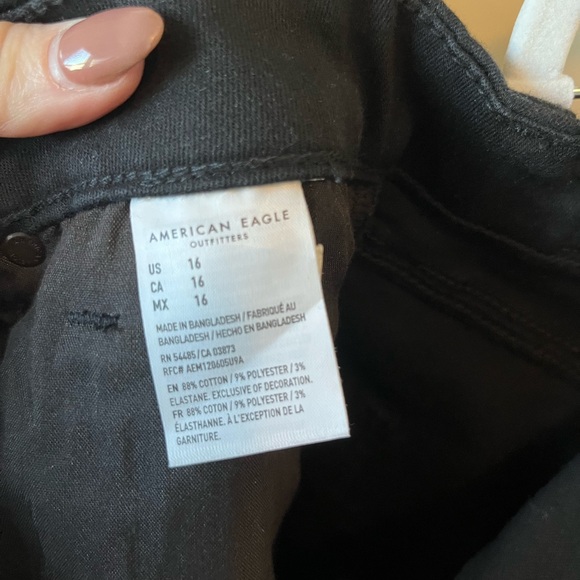 AMERICAN EAGLE
OUTFITTERS
US 16
CA 16
MX 16
MADE IN BANGLADESH / FABRIQUÉ AU
BANGLADESH / HECHO EN BANGLADESH
RN 54485/CA 03873
RFC# AEM120605U9A
EN 88% COTTON / 9% POLYESTER / 3%
ELASTANE. EXCLUSIVE OF DECORATION.
FR 88% COTTON / 9% POLYESTER / 3%
ÉLASTHANNE. À L'EXCEPTION DE LA
GARNITURE.